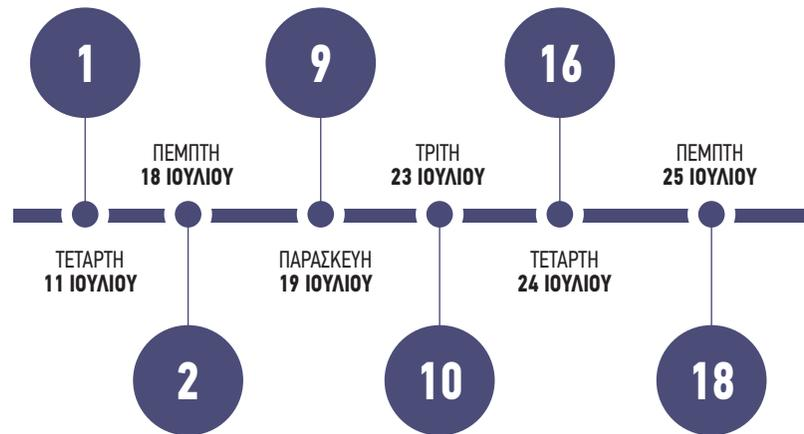 1
9
16
ΠΕΜΠΤΗ
18 ΙΟΥΛΙΟΥ
ΤΡΙΤΗ
23 ΙΟΥΛΙΟΥ
ΠΕΜΠΤΗ
25 ΙΟΥΛΙΟΥ
ΤΕΤΑΡΤΗ
11 ΙΟΥΛΙΟΥ
ΠΑΡΑΣΚΕΥΗ
19 ΙΟΥΛΙΟΥ
ΤΕΤΑΡΤΗ
24 ΙΟΥΛΙΟΥ
2
10
18